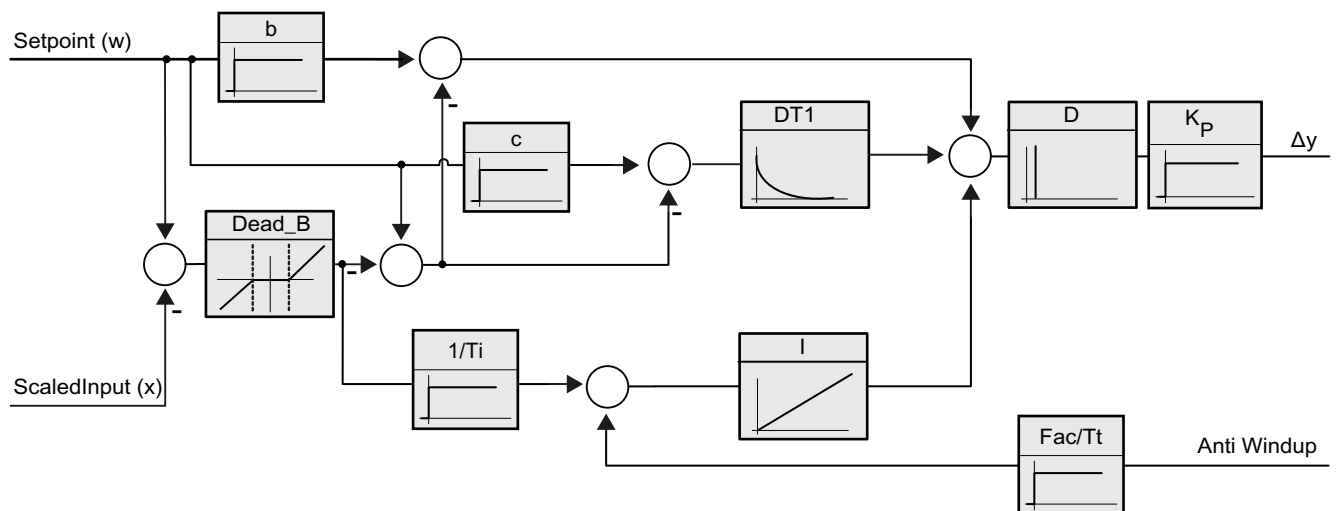 Setpoint (w)
b
-
c
DT1
D
K_P
Δy
-
Dead_B
-
-
ScaledInput (x)
1/Ti
I
Fac/Tt
Anti Windup